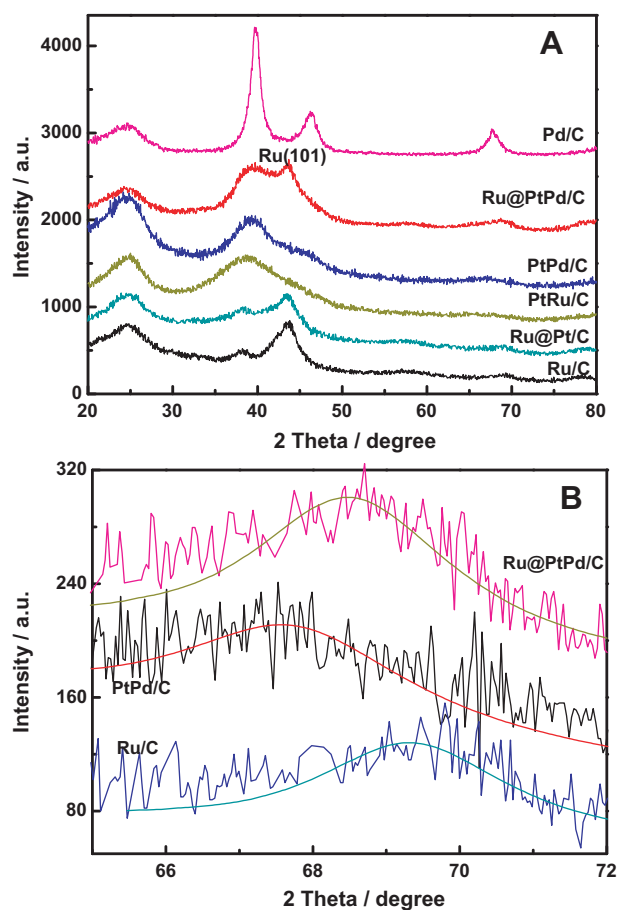 A
4000
3000
2000
1000
0
Intensity / a.u.
Pd/C
Ru(101)
Ru@PtPd/C
PtPd/C
PtRu/C
Ru@Pt/C
Ru/C
20 30 40 50 60 70 80
2 Theta / degree
B
320
240
160
80
Intensity / a.u.
Ru@PtPd/C
PtPd/C
Ru/C
66 68 70 72
2 Theta / degree